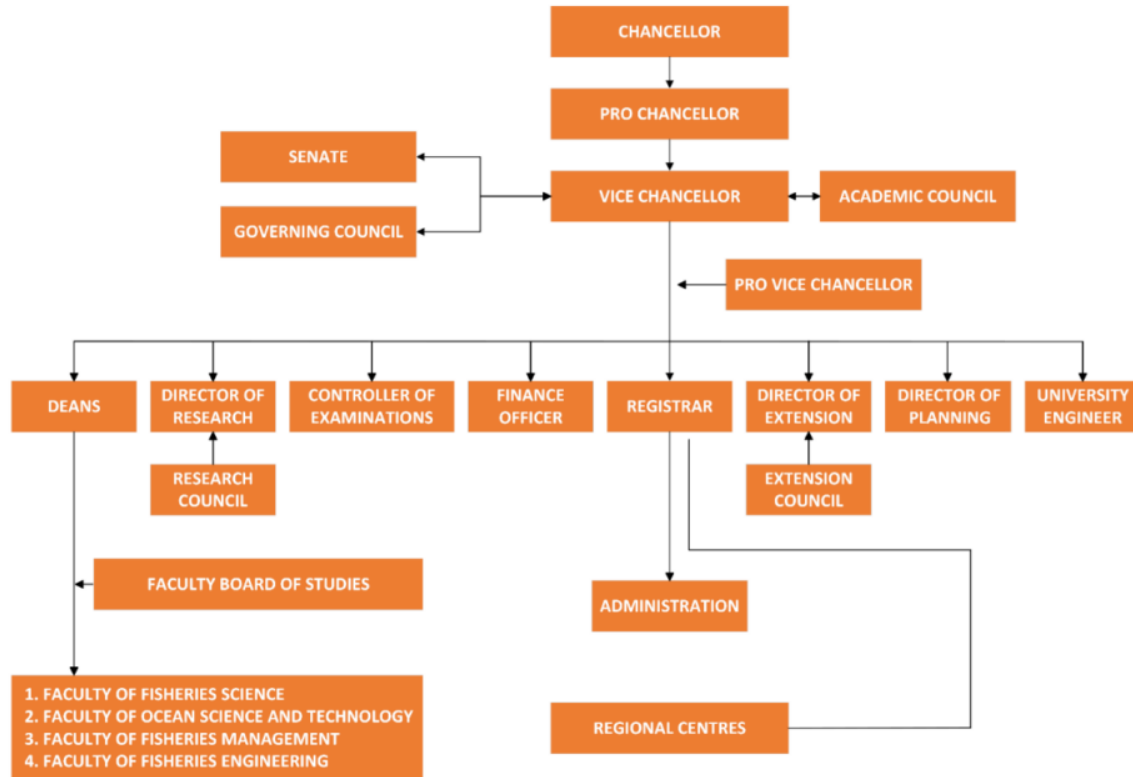 CHANCELLOR
PRO CHANCELLOR
SENATE
VICE CHANCELLOR
ACADEMIC COUNCIL
GOVERNING COUNCIL
PRO VICE CHANCELLOR
DEANS
DIRECTOR OF
RESEARCH
CONTROLLER OF
EXAMINATIONS
FINANCE
OFFICER
REGISTRAR
DIRECTOR OF
EXTENSION
DIRECTOR OF
PLANNING
UNIVERSITY
ENGINEER
RESEARCH
COUNCIL
EXTENSION
COUNCIL
FACULTY BOARD OF STUDIES
ADMINISTRATION
1. FACULTY OF FISHERIES SCIENCE
2. FACULTY OF OCEAN SCIENCE AND TECHNOLOGY
3. FACULTY OF FISHERIES MANAGEMENT
4. FACULTY OF FISHERIES ENGINEERING
REGIONAL CENTRES